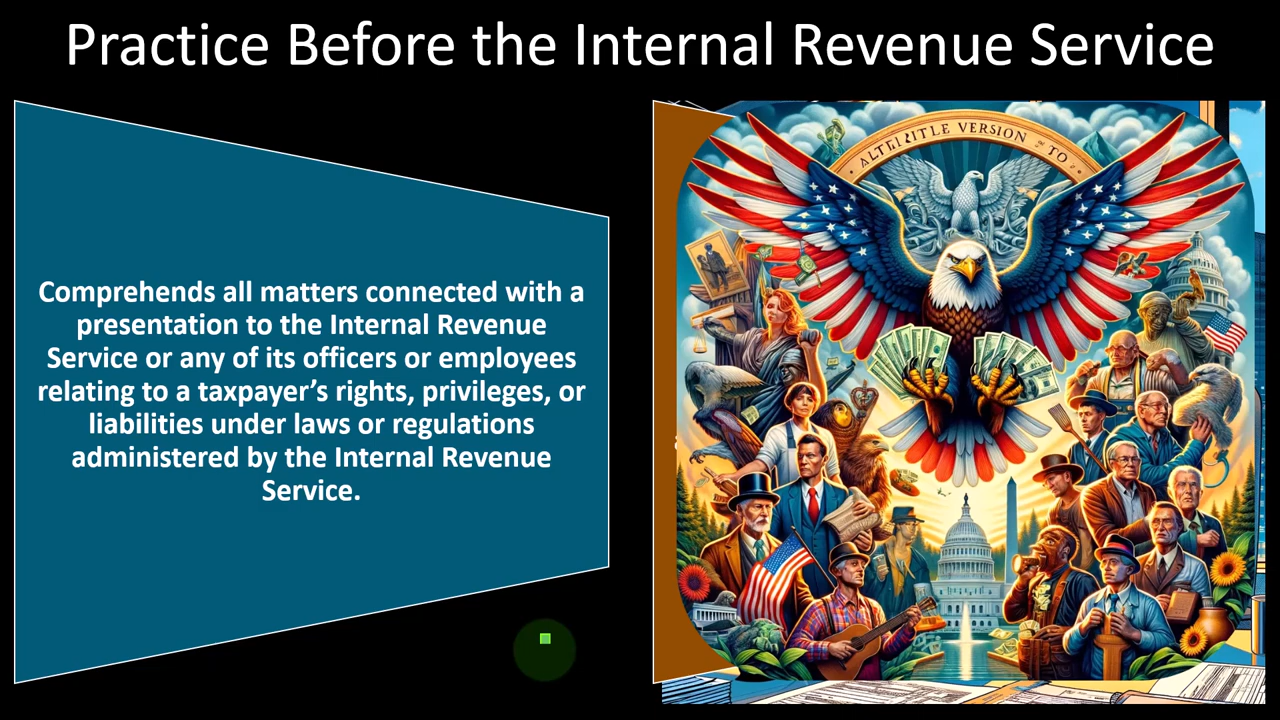 Practice Before the Internal Revenue Service
Comprehends all matters connected with a
presentation to the Internal Revenue
Service or any of its officers or employees
relating to a taxpayer’s rights, privileges, or
liabilities under laws or regulations
administered by the Internal Revenue
Service.
VERSION TO